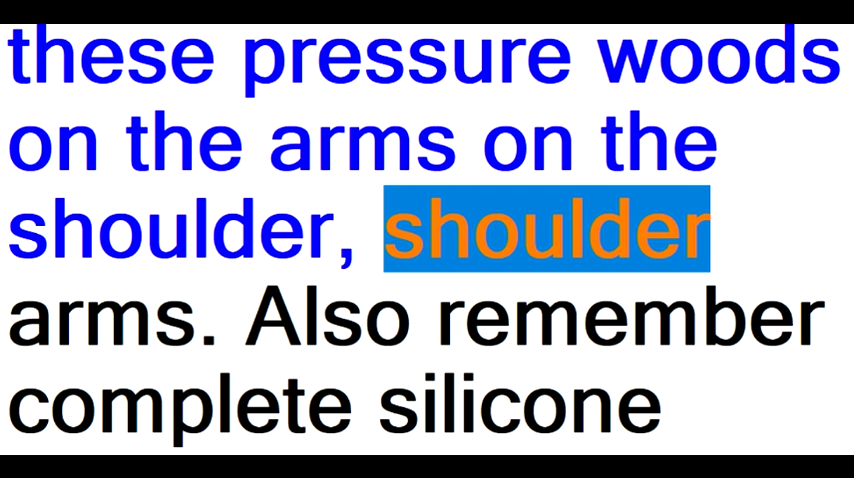 these pressure woods
on the arms on the
shoulder, shoulder
arms. Also remember
complete silicone